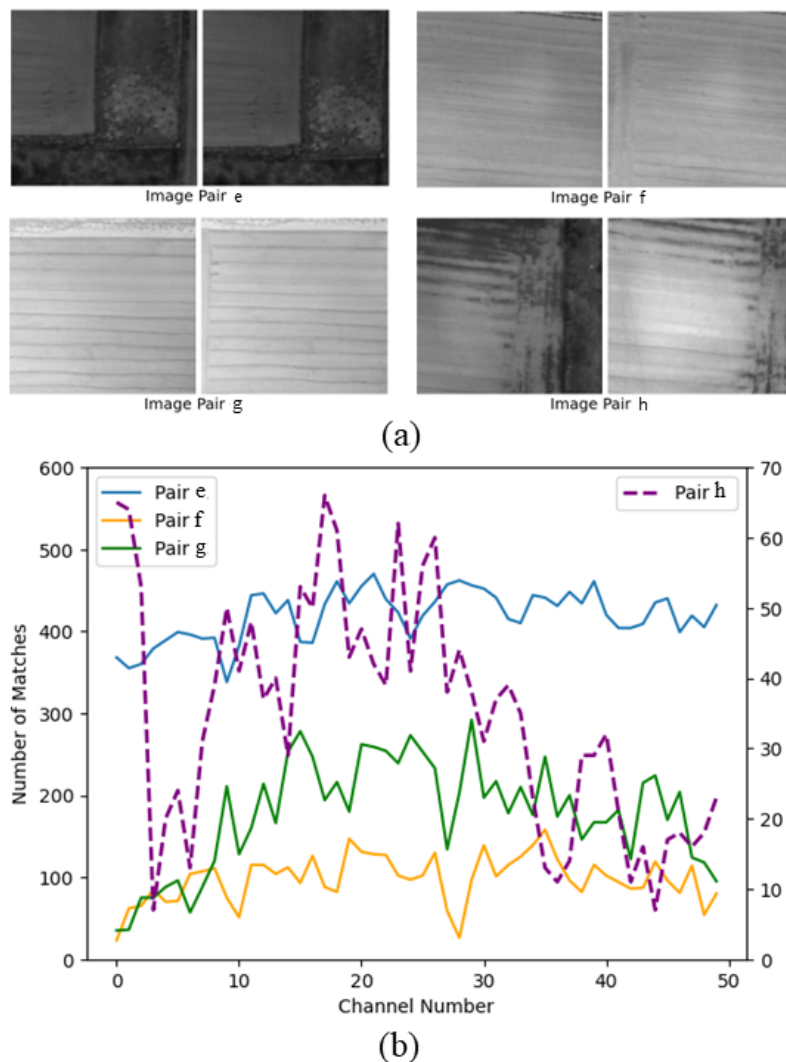 Image Pair e
Image Pair f
Image Pair g
Image Pair h
(a)
Pair e
Pair f
Pair g
Pair h
Number of Matches
600
500
400
300
200
100
0
70
60
50
40
30
20
10
0
0 10 20 30 40 50
Channel Number
(b)